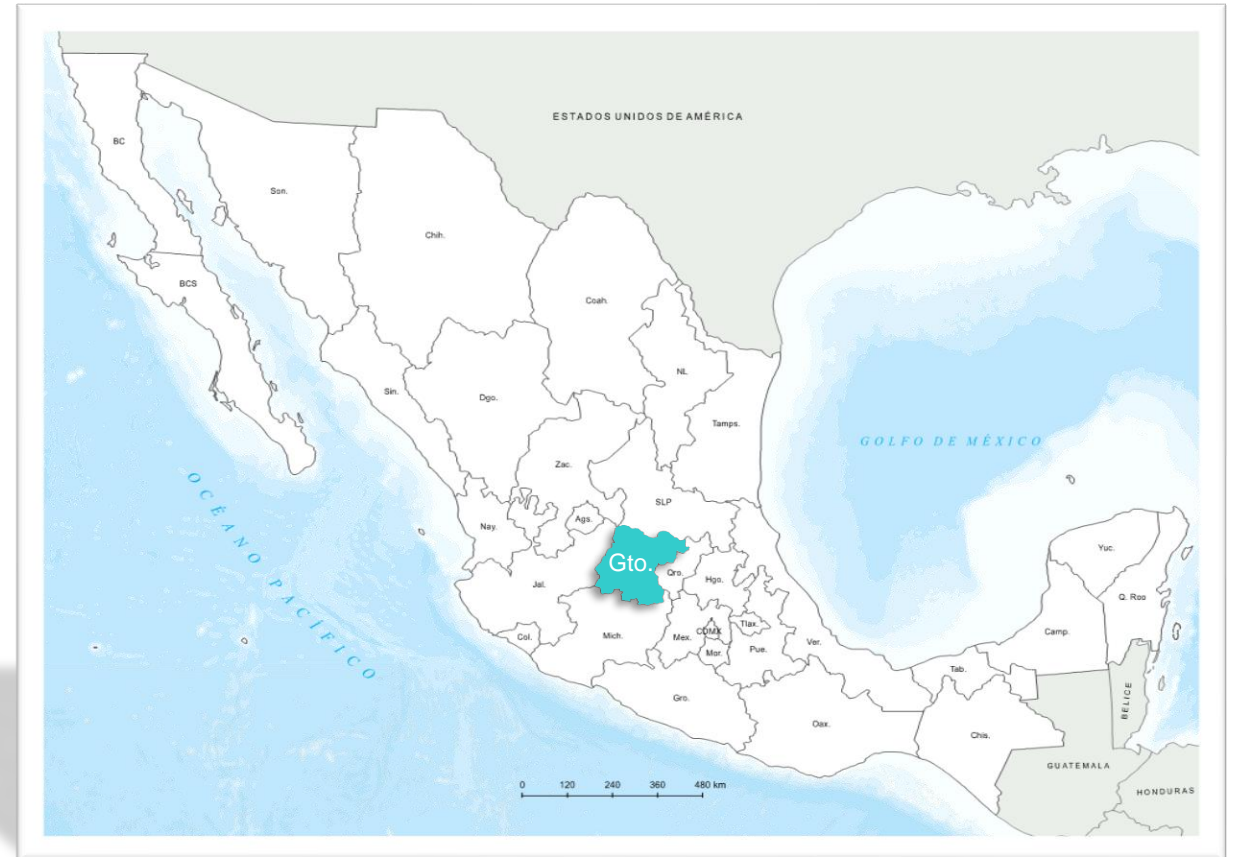 ESTADOS UNIDOS DE AMÉRICA
BC
Son.
Chih.
BCS
Coah.
NL
Sin.
Dgo.
Tamps.
GOLFO DE MÉXICO
Zac.
OCÉANO PACÍFICO
SLP
Nay.
Ags.
Gto.
Jal.
Qro.
Hgo.
Yuc.
Q. Roo
Camp.
Col.
Mich.
Mex.
CDMX
Tlax.
Mor.
Pue.
Ver.
Tab.
Gro.
Oax.
Chis.
BELICE
GUATEMALA
HONDURAS
0 120 240 360 480 km